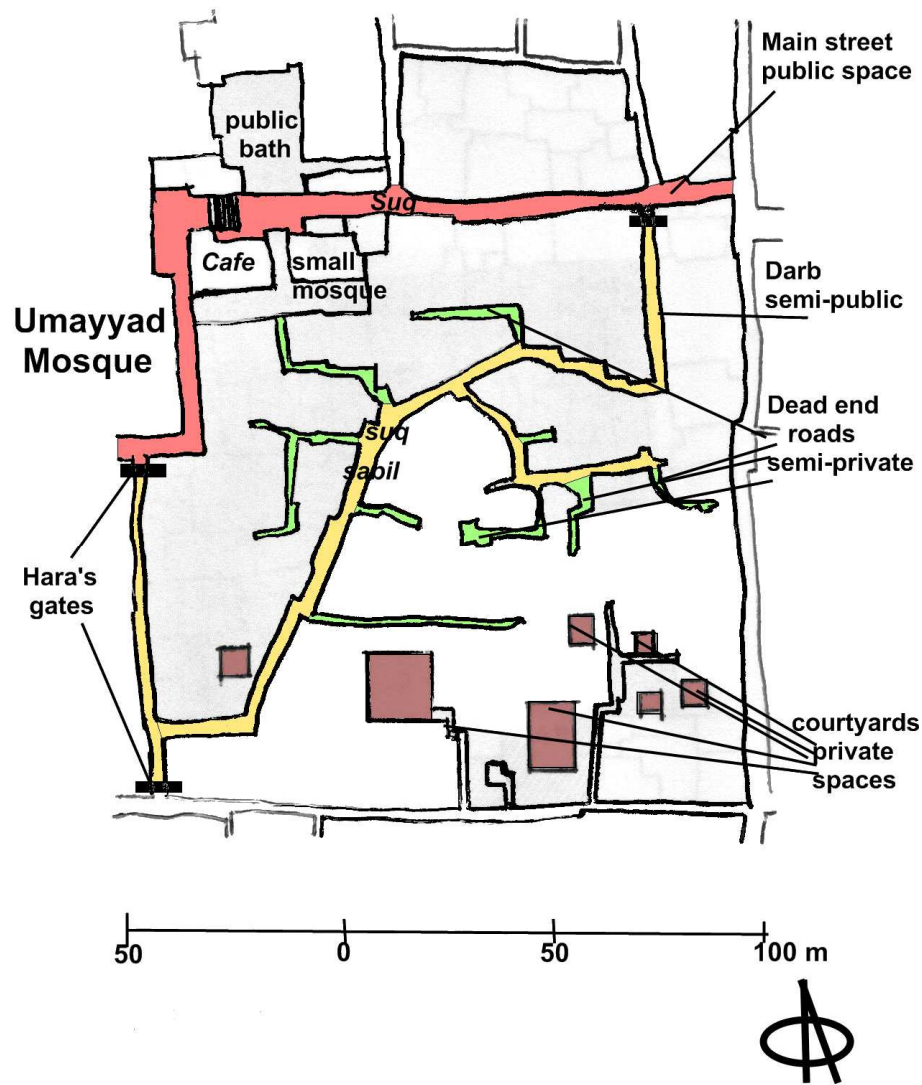 Main street
public space
public
bath
Suq
Cafe
small
mosque
Umayyad
Mosque
Darb
semi-public
Dead end
roads
semi-private
suq
sabil
Hara's
gates
courtyards
private
spaces
50 0 50 100 m